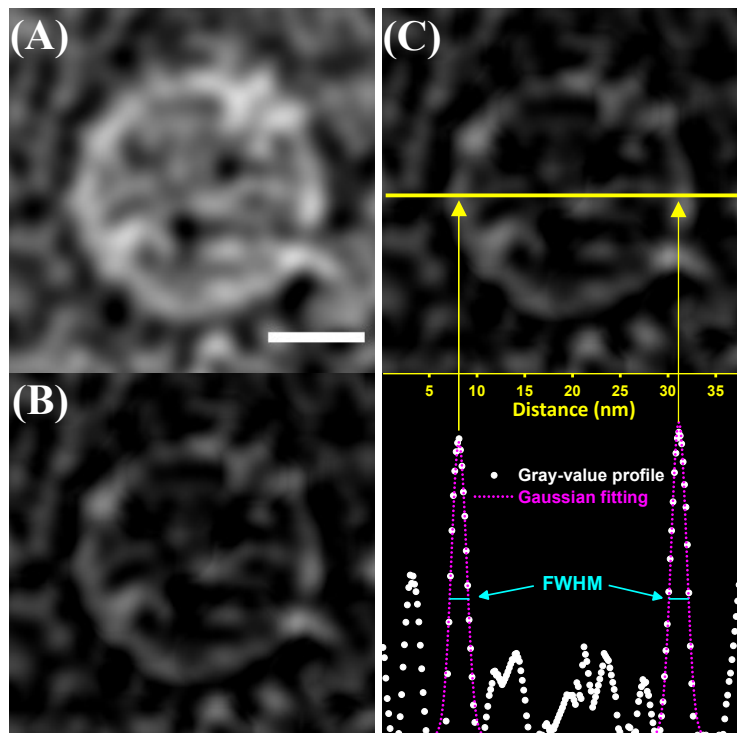 (A)
(C)
(B)
5 10 15 20 25 30 35
Distance (nm)
Gray-value profile
Gaussian fitting
FWHM